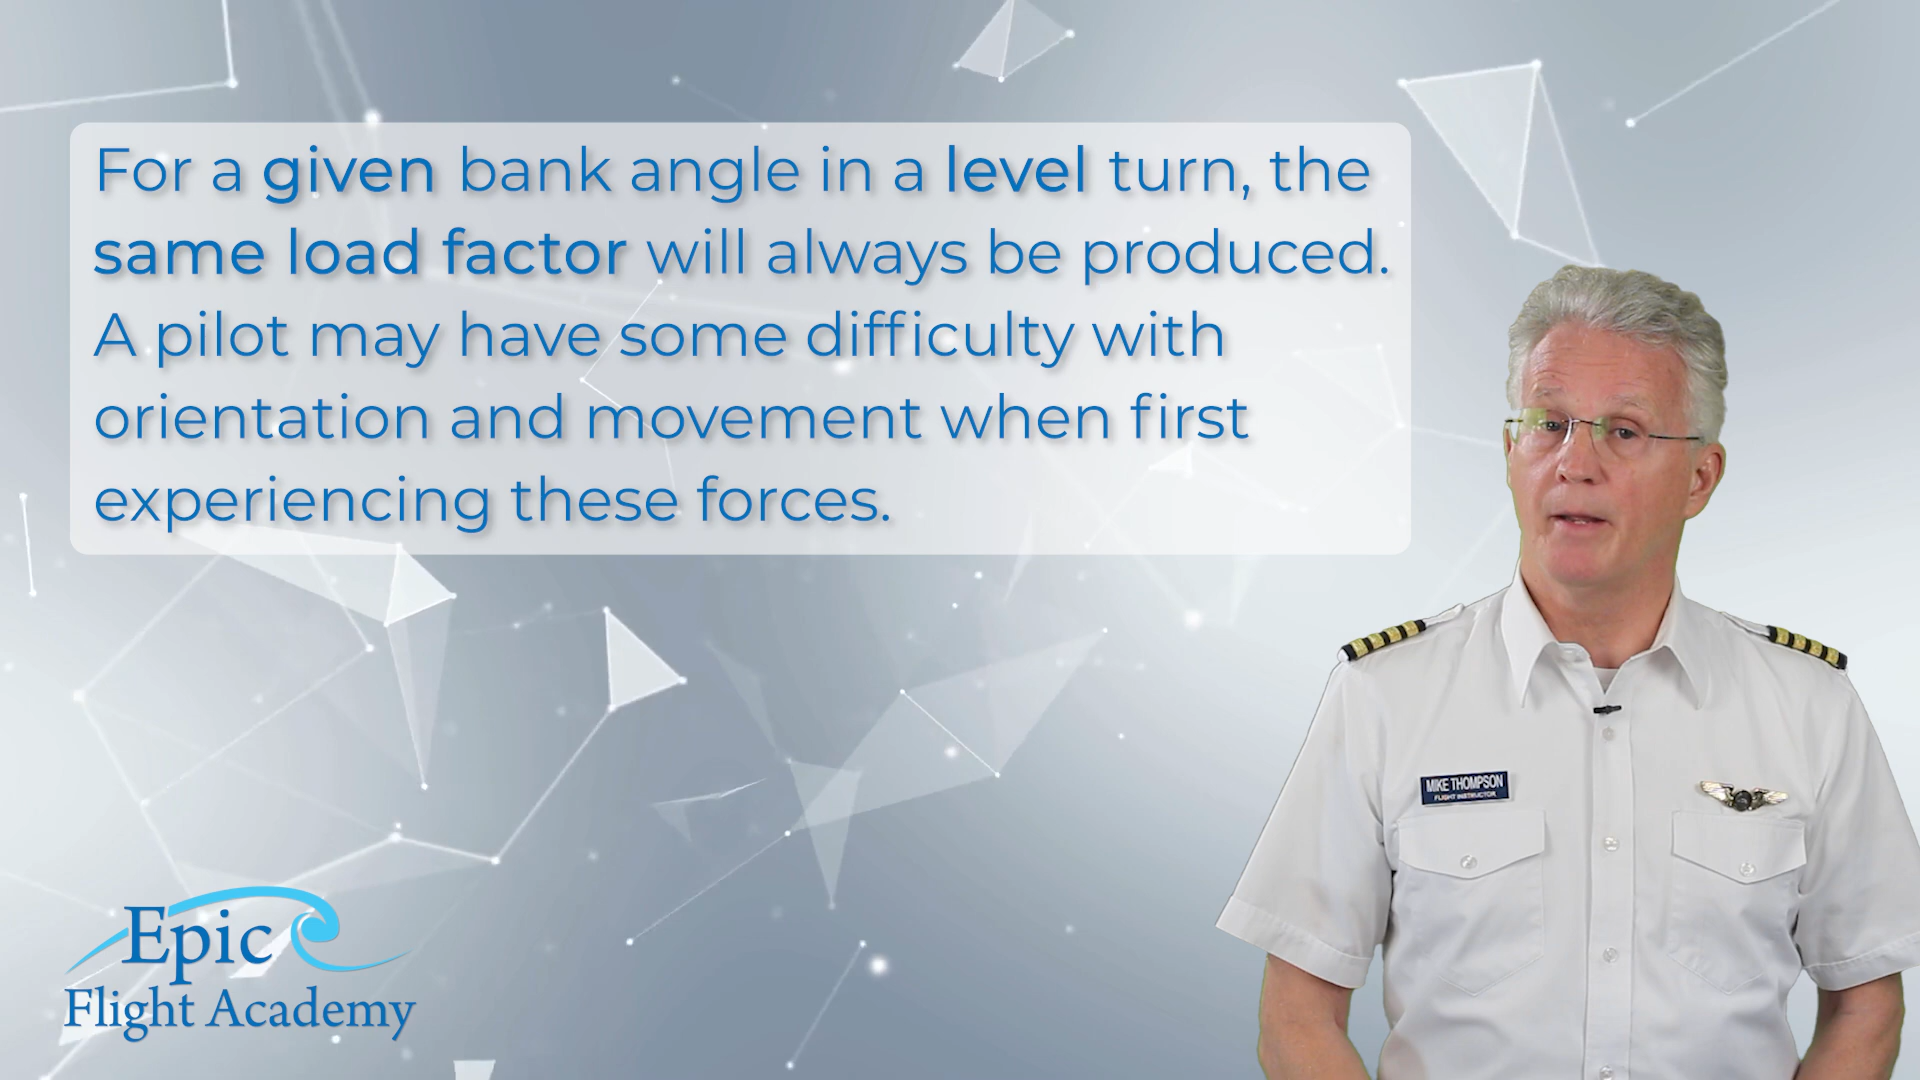 For a given bank angle in a level turn, the
same load factor will always be produced.
A pilot may have some difficulty with
orientation and movement when first
experiencing these forces.
MIKE THOMPSON
FLIGHT INSTRUCTOR
Epic
Flight Academy